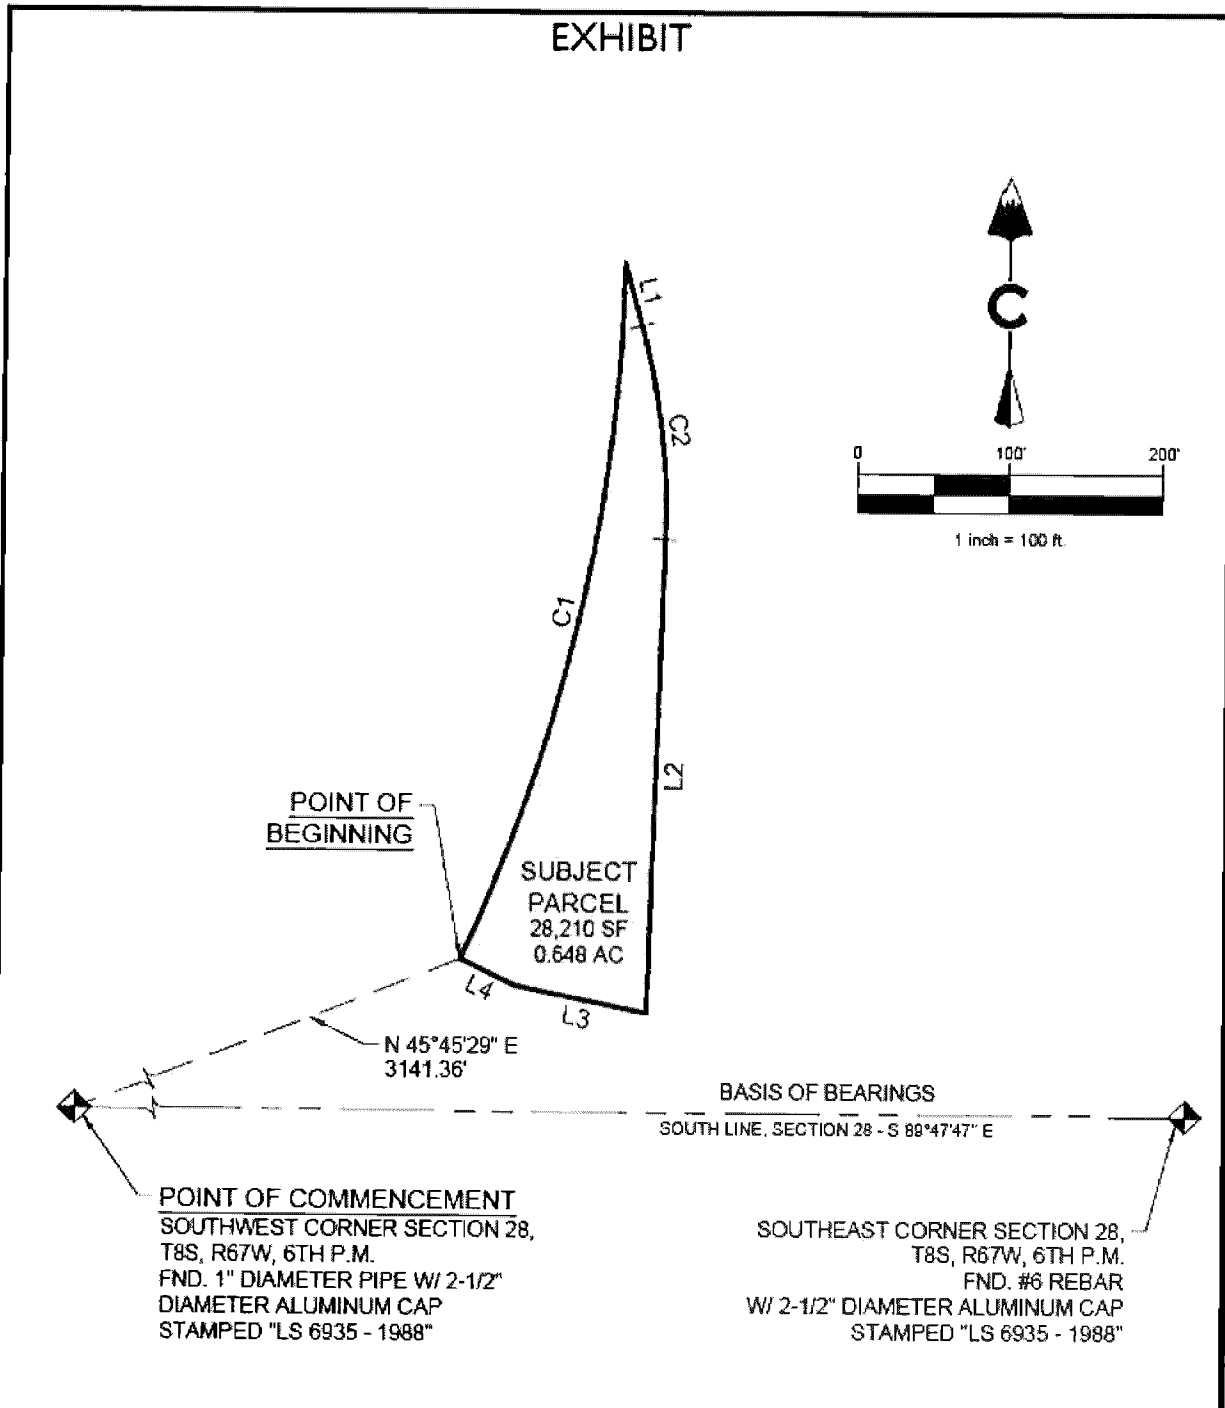 EXHIBIT
L1
C
C2
0 100' 200'
1 inch = 100 ft.
C1
L2
POINT OF
BEGINNING
SUBJECT
PARCEL
28,210 SF
0.648 AC
L4
L3
N 45°45'29" E
3141.36'
BASIS OF BEARINGS
SOUTH LINE, SECTION 28 - S 89°47'47" E
POINT OF COMMENCEMENT
SOUTHWEST CORNER SECTION 28,
T8S, R67W, 6TH P.M.
FND. 1" DIAMETER PIPE W/ 2-1/2"
DIAMETER ALUMINUM CAP
STAMPED "LS 6935 - 1988"
SOUTHEAST CORNER SECTION 28,
T8S, R67W, 6TH P.M.
FND. #6 REBAR
W/ 2-1/2" DIAMETER ALUMINUM CAP
STAMPED "LS 6935 - 1988"